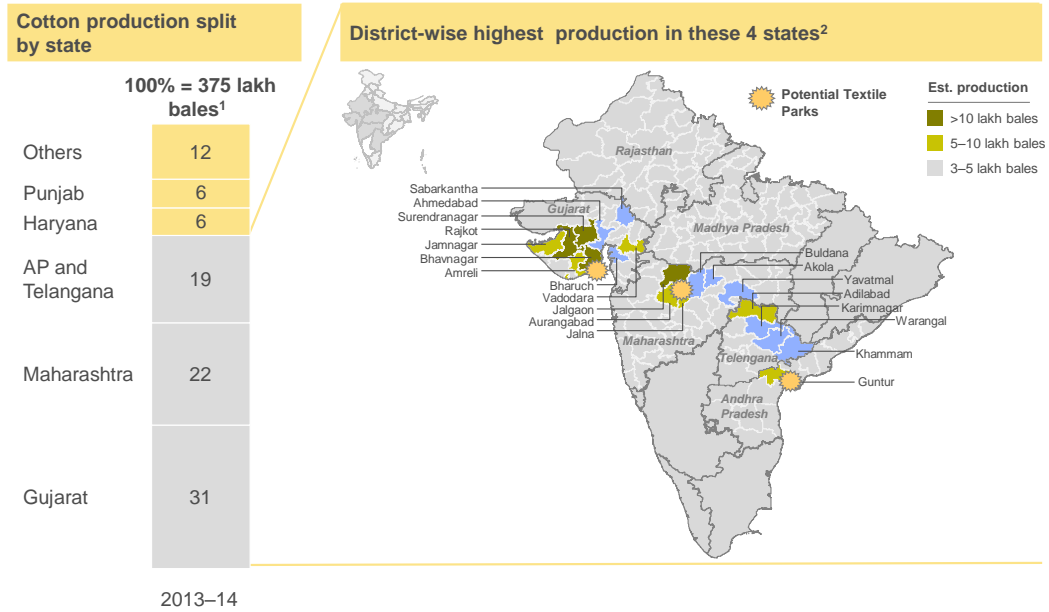 Cotton production split
by state
District-wise highest  production in these 4 states2
100% = 375 lakh
bales1
Others
12
Punjab
6
Haryana
6
AP and
Telangana
19
Maharashtra
22
Gujarat
31
2013–14
Potential Textile
Parks
Est. production
>10 lakh bales
5–10 lakh bales
3–5 lakh bales
Rajasthan
Gujarat
Madhya Pradesh
Maharashtra
Telengana
Andhra
Pradesh
Sabarkantha
Ahmedabad
Surendranagar
Rajkot
Jamnagar
Bhavnagar
Amreli
Bharuch
Vadodara
Jalgaon
Aurangabad
Jalna
Buldana
Akola
Yavatmal
Adilabad
Karimnagar
Warangal
Khammam
Guntur